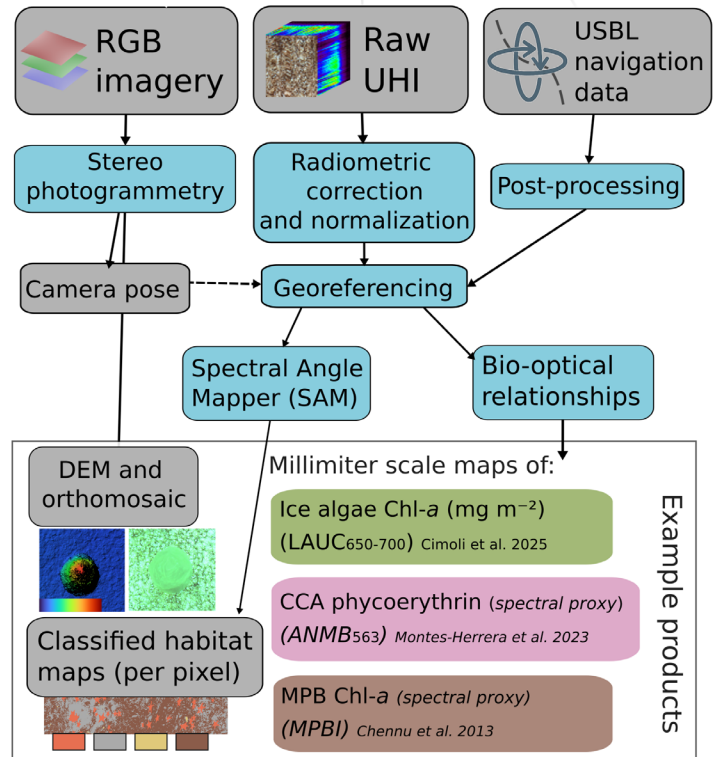 RGB
imagery
Raw
UHI
USBL
navigation
data
Stereo
photogrammetry
Radiometric
correction
and normalization
Post-processing
Camera pose
Georeferencing
Spectral Angle
Mapper (SAM)
Bio-optical
relationships
DEM and
orthomosaic
Millimiter scale maps of:
Ice algae Chl-a (mg m⁻²)
(LAUC650-700) Cimoli et al. 2025
CCA phycoerythrin (spectral proxy)
(ANMB563) Montes-Herrera et al. 2023
MPB Chl-a (spectral proxy)
(MPBI) Chennu et al. 2013
Classified habitat
maps (per pixel)
Example products